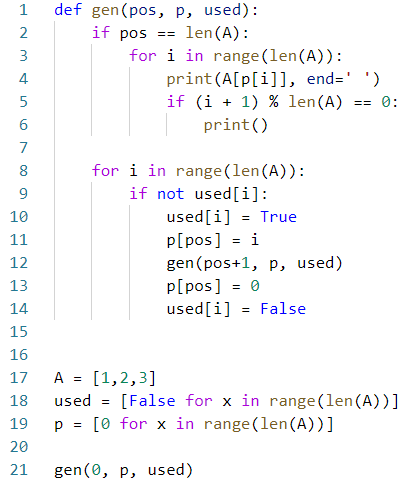 1 def gen(pos, p, used):
2     if pos == len(A):
3         for i in range(len(A)):
4             print(A[p[i]], end=' ')
5             if (i + 1) % len(A) == 0:
6                 print()
7
8     for i in range(len(A)):
9         if not used[i]:
10             used[i] = True
11             p[pos] = i
12             gen(pos+1, p, used)
13             p[pos] = 0
14             used[i] = False
15
16
17 A = [1,2,3]
18 used = [False for x in range(len(A))]
19 p = [0 for x in range(len(A))]
20
21 gen(0, p, used)